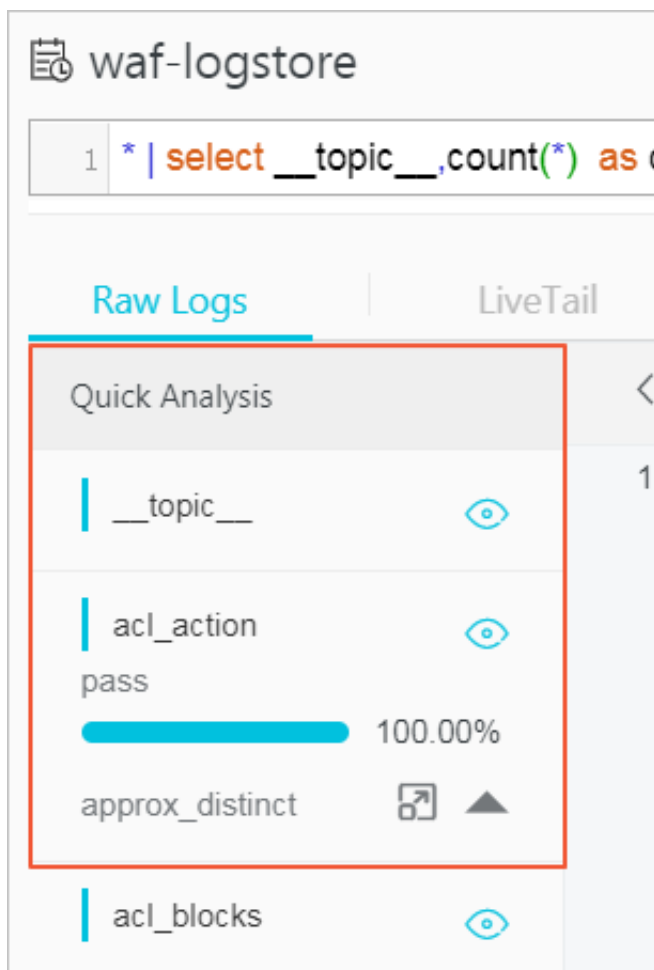 waf-logstore
1 * | select __topic__,count(*) as
Raw Logs LiveTail
Quick Analysis
__topic__
1
acl_action
pass
100.00%
approx_distinct
acl_blocks